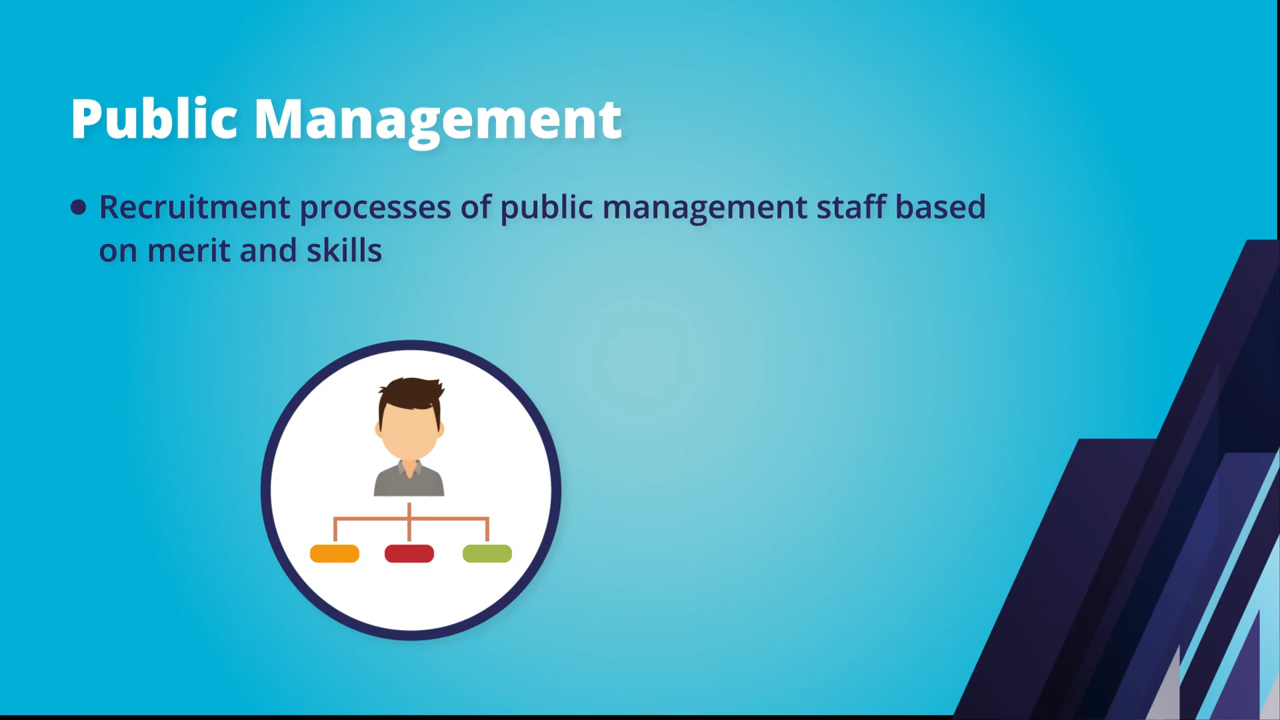 Public Management
• Recruitment processes of public management staff based
on merit and skills